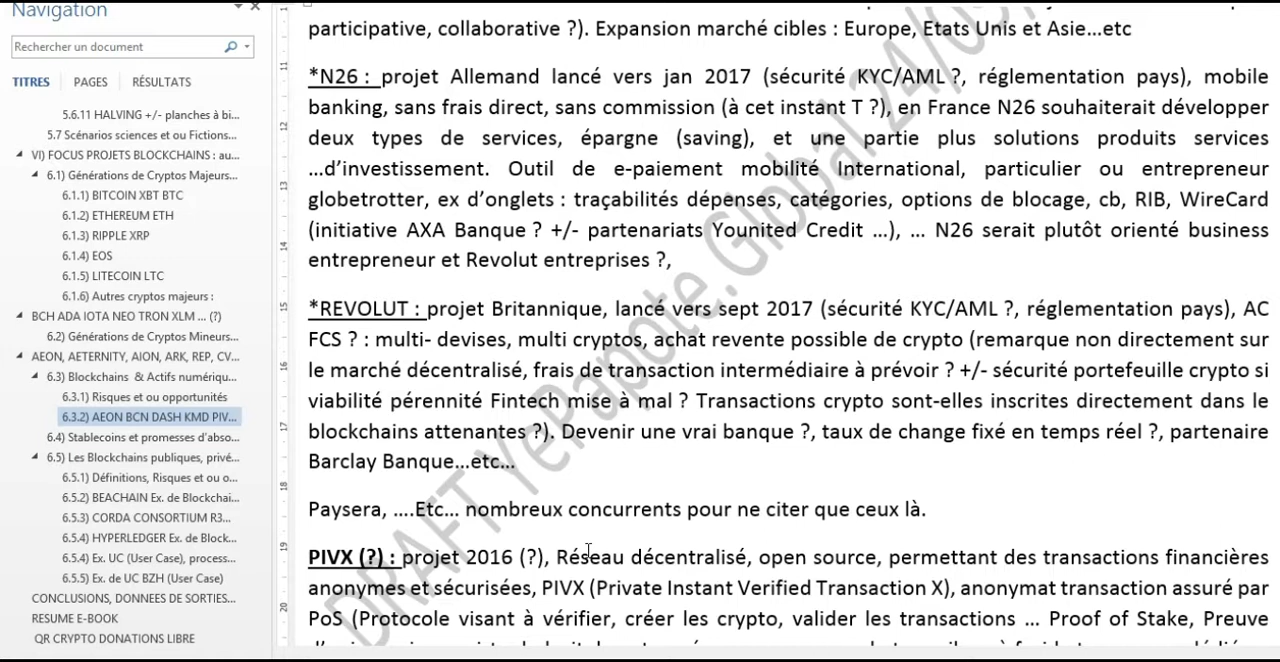 Navigation
Rechercher un document
TITRES PAGES RÉSULTATS
5.6.11 HALVING +/- planches à bi...
5.7 Scénarios sciences et ou Fictions...
VI) FOCUS PROJETS BLOCKCHAINS : au...
6.1) Générations de Cryptos Majeurs...
6.1.1) BITCOIN XBT BTC
6.1.2) ETHEREUM ETH
6.1.3) RIPPLE XRP
6.1.4) EOS
6.1.5) LITECOIN LTC
6.1.6) Autres cryptos majeurs :
BCH ADA IOTA NEO TRON XLM ... (?)
6.2) Générations de Cryptos Mineurs...
AEON, AETERNITY, AION, ARK, REP, CV...
6.3) Blockchains & Actifs numériqu...
6.3.1) Risques et ou opportunités
6.3.2) AEON BCN DASH KMD PIV...
6.4) Stablecoins et promesses d'abso...
6.5) Les Blockchains publiques, privé...
6.5.1) Définitions, Risques et ou o...
6.5.2) BEACHAIN Ex. de Blockchai...
6.5.3) CORDA CONSORTIUM R3...
6.5.4) HYPERLEDGER Ex. de Block...
6.5.4) Ex. UC (User Case), process...
6.5.5) Ex. de UC BZH (User Case)
CONCLUSIONS, DONNEES DE SORTIES...
RESUME E-BOOK
QR CRYPTO DONATIONS LIBRE
11
12
13
14
15
16
17
18
19
20
participative, collaborative ?). Expansion marché cibles : Europe, Etats Unis et Asie...etc
*N26 : projet Allemand lancé vers jan 2017 (sécurité KYC/AML ?, réglementation pays), mobile
banking, sans frais direct, sans commission (à cet instant T ?), en France N26 souhaiterait développer
deux types de services, épargne (saving), et une partie plus solutions produits services
...d'investissement. Outil de e-paiement mobilité International, particulier ou entrepreneur
globetrotter, ex d'onglets : traçabilités dépenses, catégories, options de blocage, cb, RIB, WireCard
(initiative AXA Banque ? +/- partenariats Younited Credit ...), ... N26 serait plutôt orienté business
entrepreneur et Revolut entreprises ?,
*REVOLUT : projet Britannique, lancé vers sept 2017 (sécurité KYC/AML ?, réglementation pays), AC
FCS ? : multi- devises, multi cryptos, achat revente possible de crypto (remarque non directement sur
le marché décentralisé, frais de transaction intermédiaire à prévoir ? +/- sécurité portefeuille crypto si
viabilité pérennité Fintech mise à mal ? Transactions crypto sont-elles inscrites directement dans le
blockchains attenantes ?). Devenir une vrai banque ?, taux de change fixé en temps réel ?, partenaire
Barclay Banque...etc...
Paysera, ....Etc... nombreux concurrents pour ne citer que ceux là.
PIVX (?) : projet 2016 (?), Réseau décentralisé, open source, permettant des transactions financières
anonymes et sécurisées, PIVX (Private Instant Verified Transaction X), anonymat transaction assuré par
PoS (Protocole visant à vérifier, créer les crypto, valider les transactions ... Proof of Stake, Preuve
DRAFT YePapote.Global 24/05/